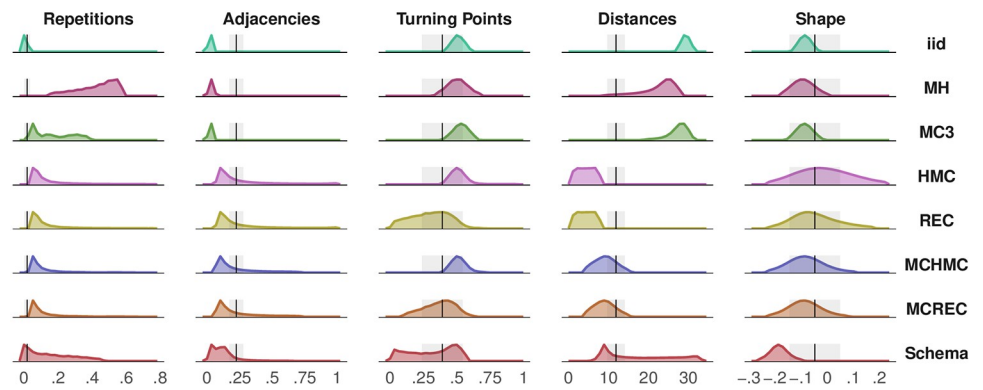 Repetitions Adjacencies Turning Points Distances Shape
iid
MH
MC3
HMC
REC
MCHMC
MCREC
Schema
0 .2 .4 .6 .8 0 .25 .5 .75 1 0 .25 .5 .75 1 0 10 20 30 −.3 −.2 −.1 0 .1 .2